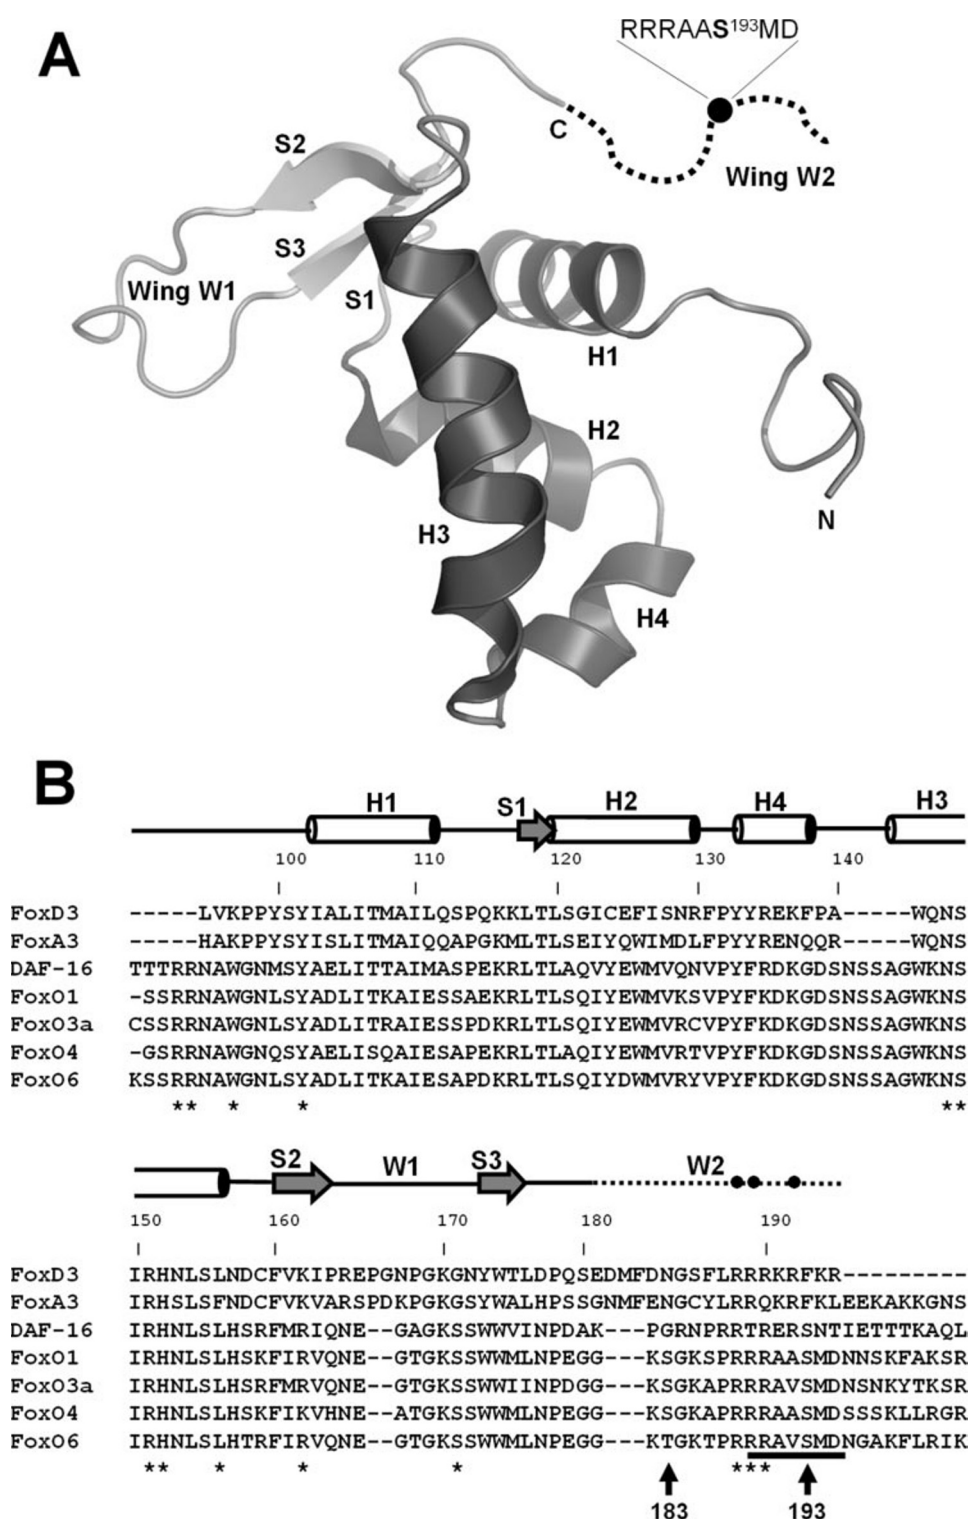 A
RRRAAS193MD
C
S2
Wing W2
S3
Wing W1
S1
H1
H2
N
H3
H4
B
H1 S1 H2 H4 H3
100 110 120 130 140
FoxD3 -----LVKPPYSYIALITMAILQSPQKKLTLSGICEFISNRFPYYREKFPA-----WQNS
FoxA3 -----HAKPPYSYISLITMAIQQAPGKMLTLSEIYQWIMDLFPYYRENQQR-----WQNS
DAF-16 TTTRRNAWGNMSYAELITTAIMASPEKRLTLAQVYEWMVQNVPYFRDKGDSNSSAGWKNS
FoxO1 -SSRRNAWGNLSYADLITKAIESSAEKRLTLSQIYEWMVKSVPYFKDKGDSNSSAGWKNS
FoxO3a CSSRRNAWGNLSYADLITRAIESSPDKRLTLSQIYEWMVRCVPYFKDKGDSNSSAGWKNS
FoxO4 -GSRRNAWGNQSYAELISQAIESAPEKRLTLAQIYEWMVRTVPYFKDKGDSNSSAGWKNS
FoxO6 KSSRRNAWGNLSYADLITKAIESAPDKRLTLSQIYDWMVRYVPYFKDKGDSNSSAGWKNS
** * * **
S2 W1 S3 W2
150 160 170 180 190
FoxD3 IRHNLSLNDCFVKIPREPGNPGKGNYWTLDPQSEDMFDNGSFLRRRKRFKR---------
FoxA3 IRHSLSFNDCFVKVARSPDKPGKGSYWALHPSSGNMFENGCYLRRQKRFKLEEKAKKGNS
DAF-16 IRHNLSLHSRFMRIQNE--GAGKSSWWVINPDAK---PGRNPRRTRERSNTIETTTKAQL
FoxO1 IRHNLSLHSKFIRVQNE--GTGKSSWWMLNPEGG---KSGKSPRRRAASMDNNSKFAKSR
FoxO3a IRHNLSLHSRFMRVQNE--GTGKSSWWIINPDGG---KSGKAPRRRAVSMDNSNKYTKSR
FoxO4 IRHNLSLHSKFIKVHNE--ATGKSSWWMLNPEGG---KSGKAPRRRAASMDSSSKLLRGR
FoxO6 IRHNLSLHTRFIRVQNE--GTGKSSWWMLNPEGG---KTGKTPRRRAVSMDNGAKFLRIK
** * * * ***
183 193